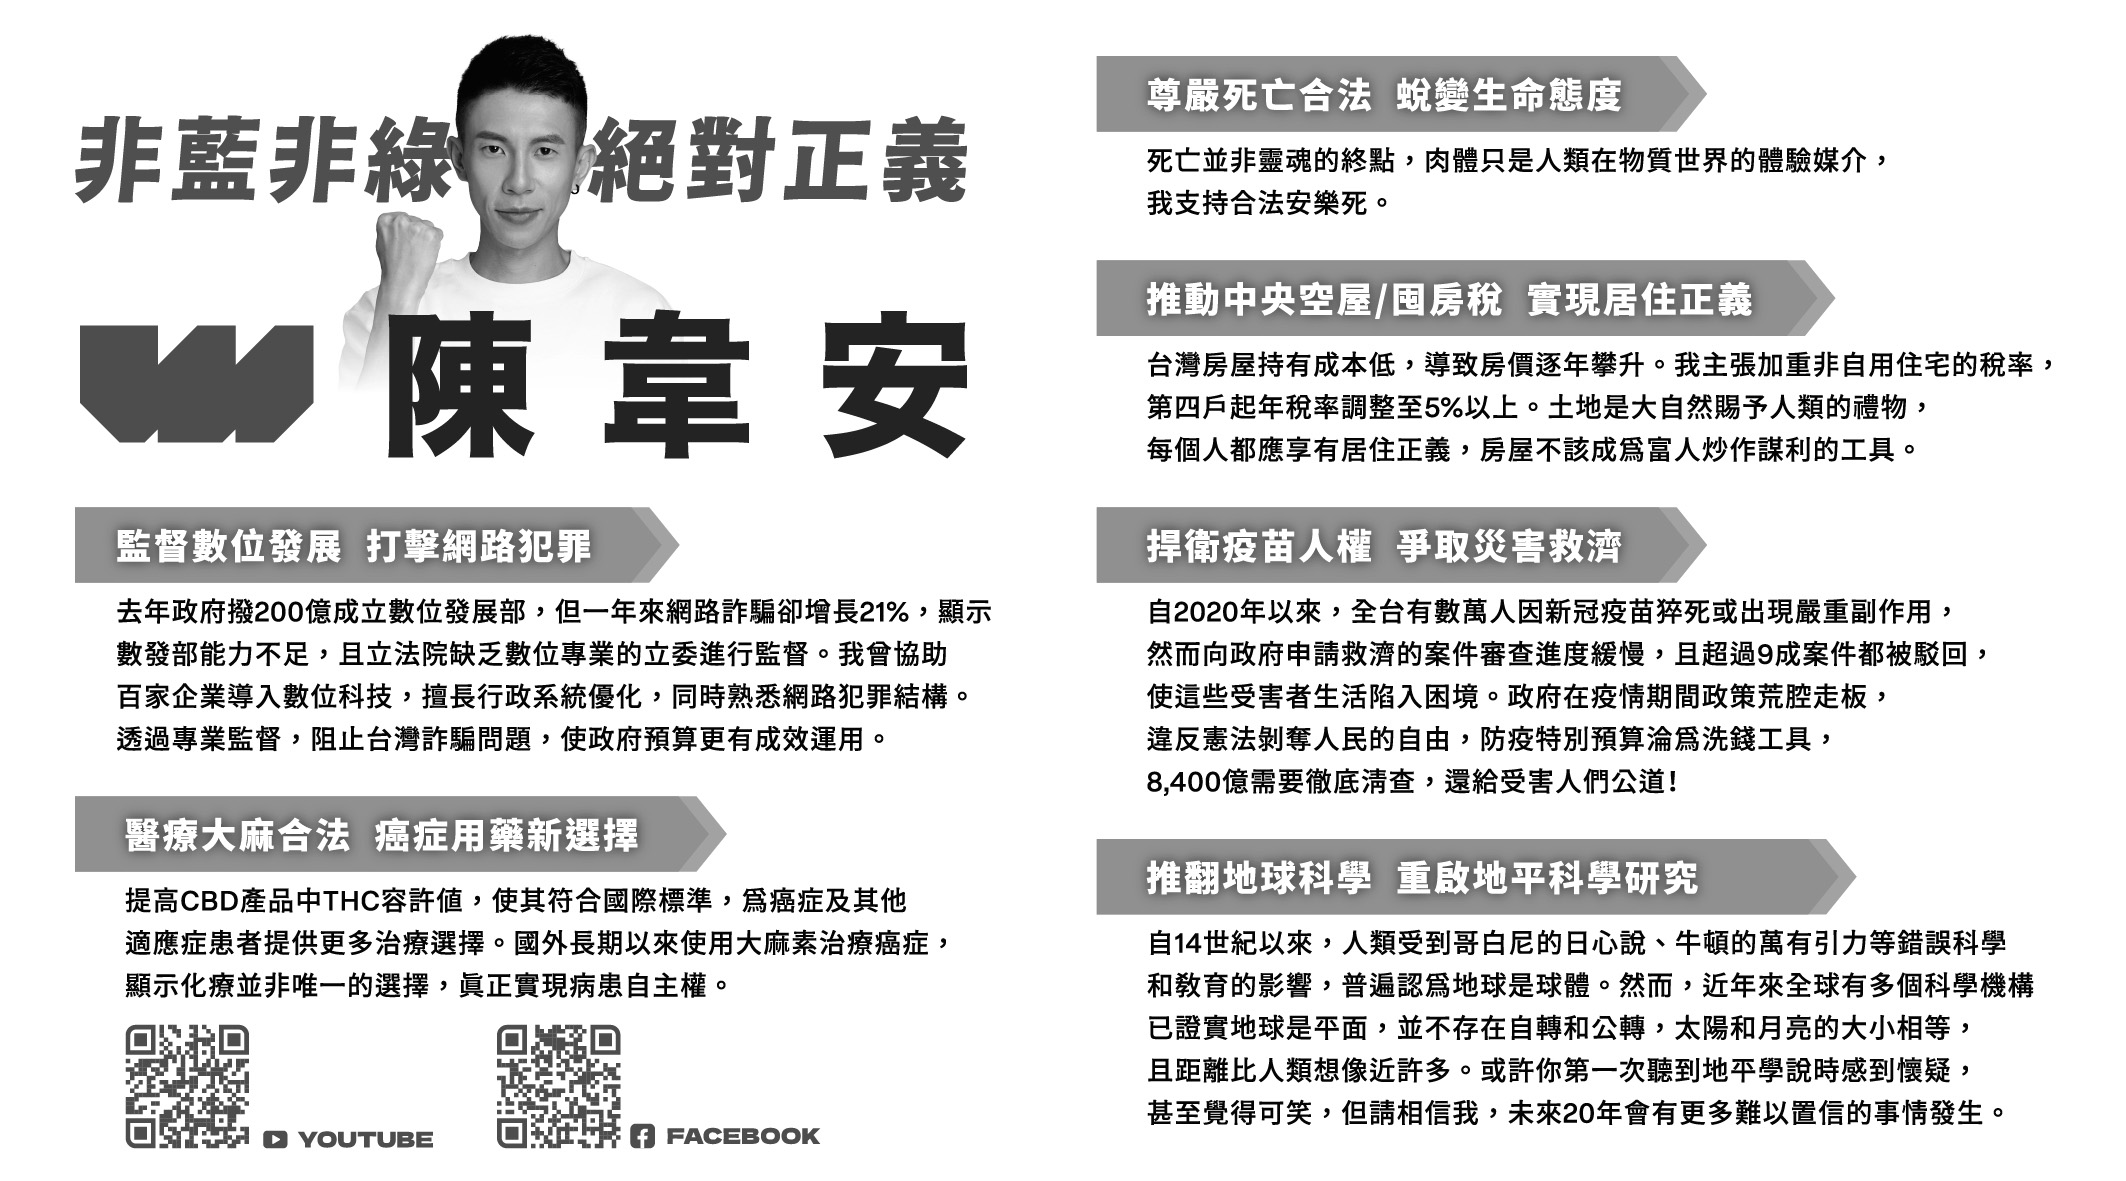 非藍非綠 絕對正義
陳韋安
監督數位發展 打擊網路犯罪
去年政府撥200億成立數位發展部，但一年來網路詐騙卻增長21%，顯示
數發部能力不足，且立法院缺乏數位專業的立委進行監督。我曾協助
百家企業導入數位科技，擅長行政系統優化，同時熟悉網路犯罪結構。
透過專業監督，阻止台灣詐騙問題，使政府預算更有成效運用。
醫療大麻合法 癌症用藥新選擇
提高CBD產品中THC容許值，使其符合國際標準，爲癌症及其他
適應症患者提供更多治療選擇。國外長期以來使用大麻素治療癌症，
顯示化療並非唯一的選擇，眞正實現病患自主權。
YOUTUBE
FACEBOOK
尊嚴死亡合法 蛻變生命態度
死亡並非靈魂的終點，肉體只是人類在物質世界的體驗媒介，
我支持合法安樂死。
推動中央空屋/囤房稅 實現居住正義
台灣房屋持有成本低，導致房價逐年攀升。我主張加重非自用住宅的稅率，
第四戶起年稅率調整至5%以上。土地是大自然賜予人類的禮物，
每個人都應享有居住正義，房屋不該成爲富人炒作謀利的工具。
捍衛疫苗人權 爭取災害救濟
自2020年以來，全台有數萬人因新冠疫苗猝死或出現嚴重副作用，
然而向政府申請救濟的案件審查進度緩慢，且超過9成案件都被駁回，
使這些受害者生活陷入困境。政府在疫情期間政策荒腔走板，
違反憲法剝奪人民的自由，防疫特別預算淪爲洗錢工具，
8,400億需要徹底淸查，還給受害人們公道！
推翻地球科學 重啟地平科學研究
自14世紀以來，人類受到哥白尼的日心說、牛頓的萬有引力等錯誤科學
和敎育的影響，普遍認爲地球是球體。然而，近年來全球有多個科學機構
已證實地球是平面，並不存在自轉和公轉，太陽和月亮的大小相等，
且距離比人類想像近許多。或許你第一次聽到地平學說時感到懷疑，
甚至覺得可笑，但請相信我，未來20年會有更多難以置信的事情發生。